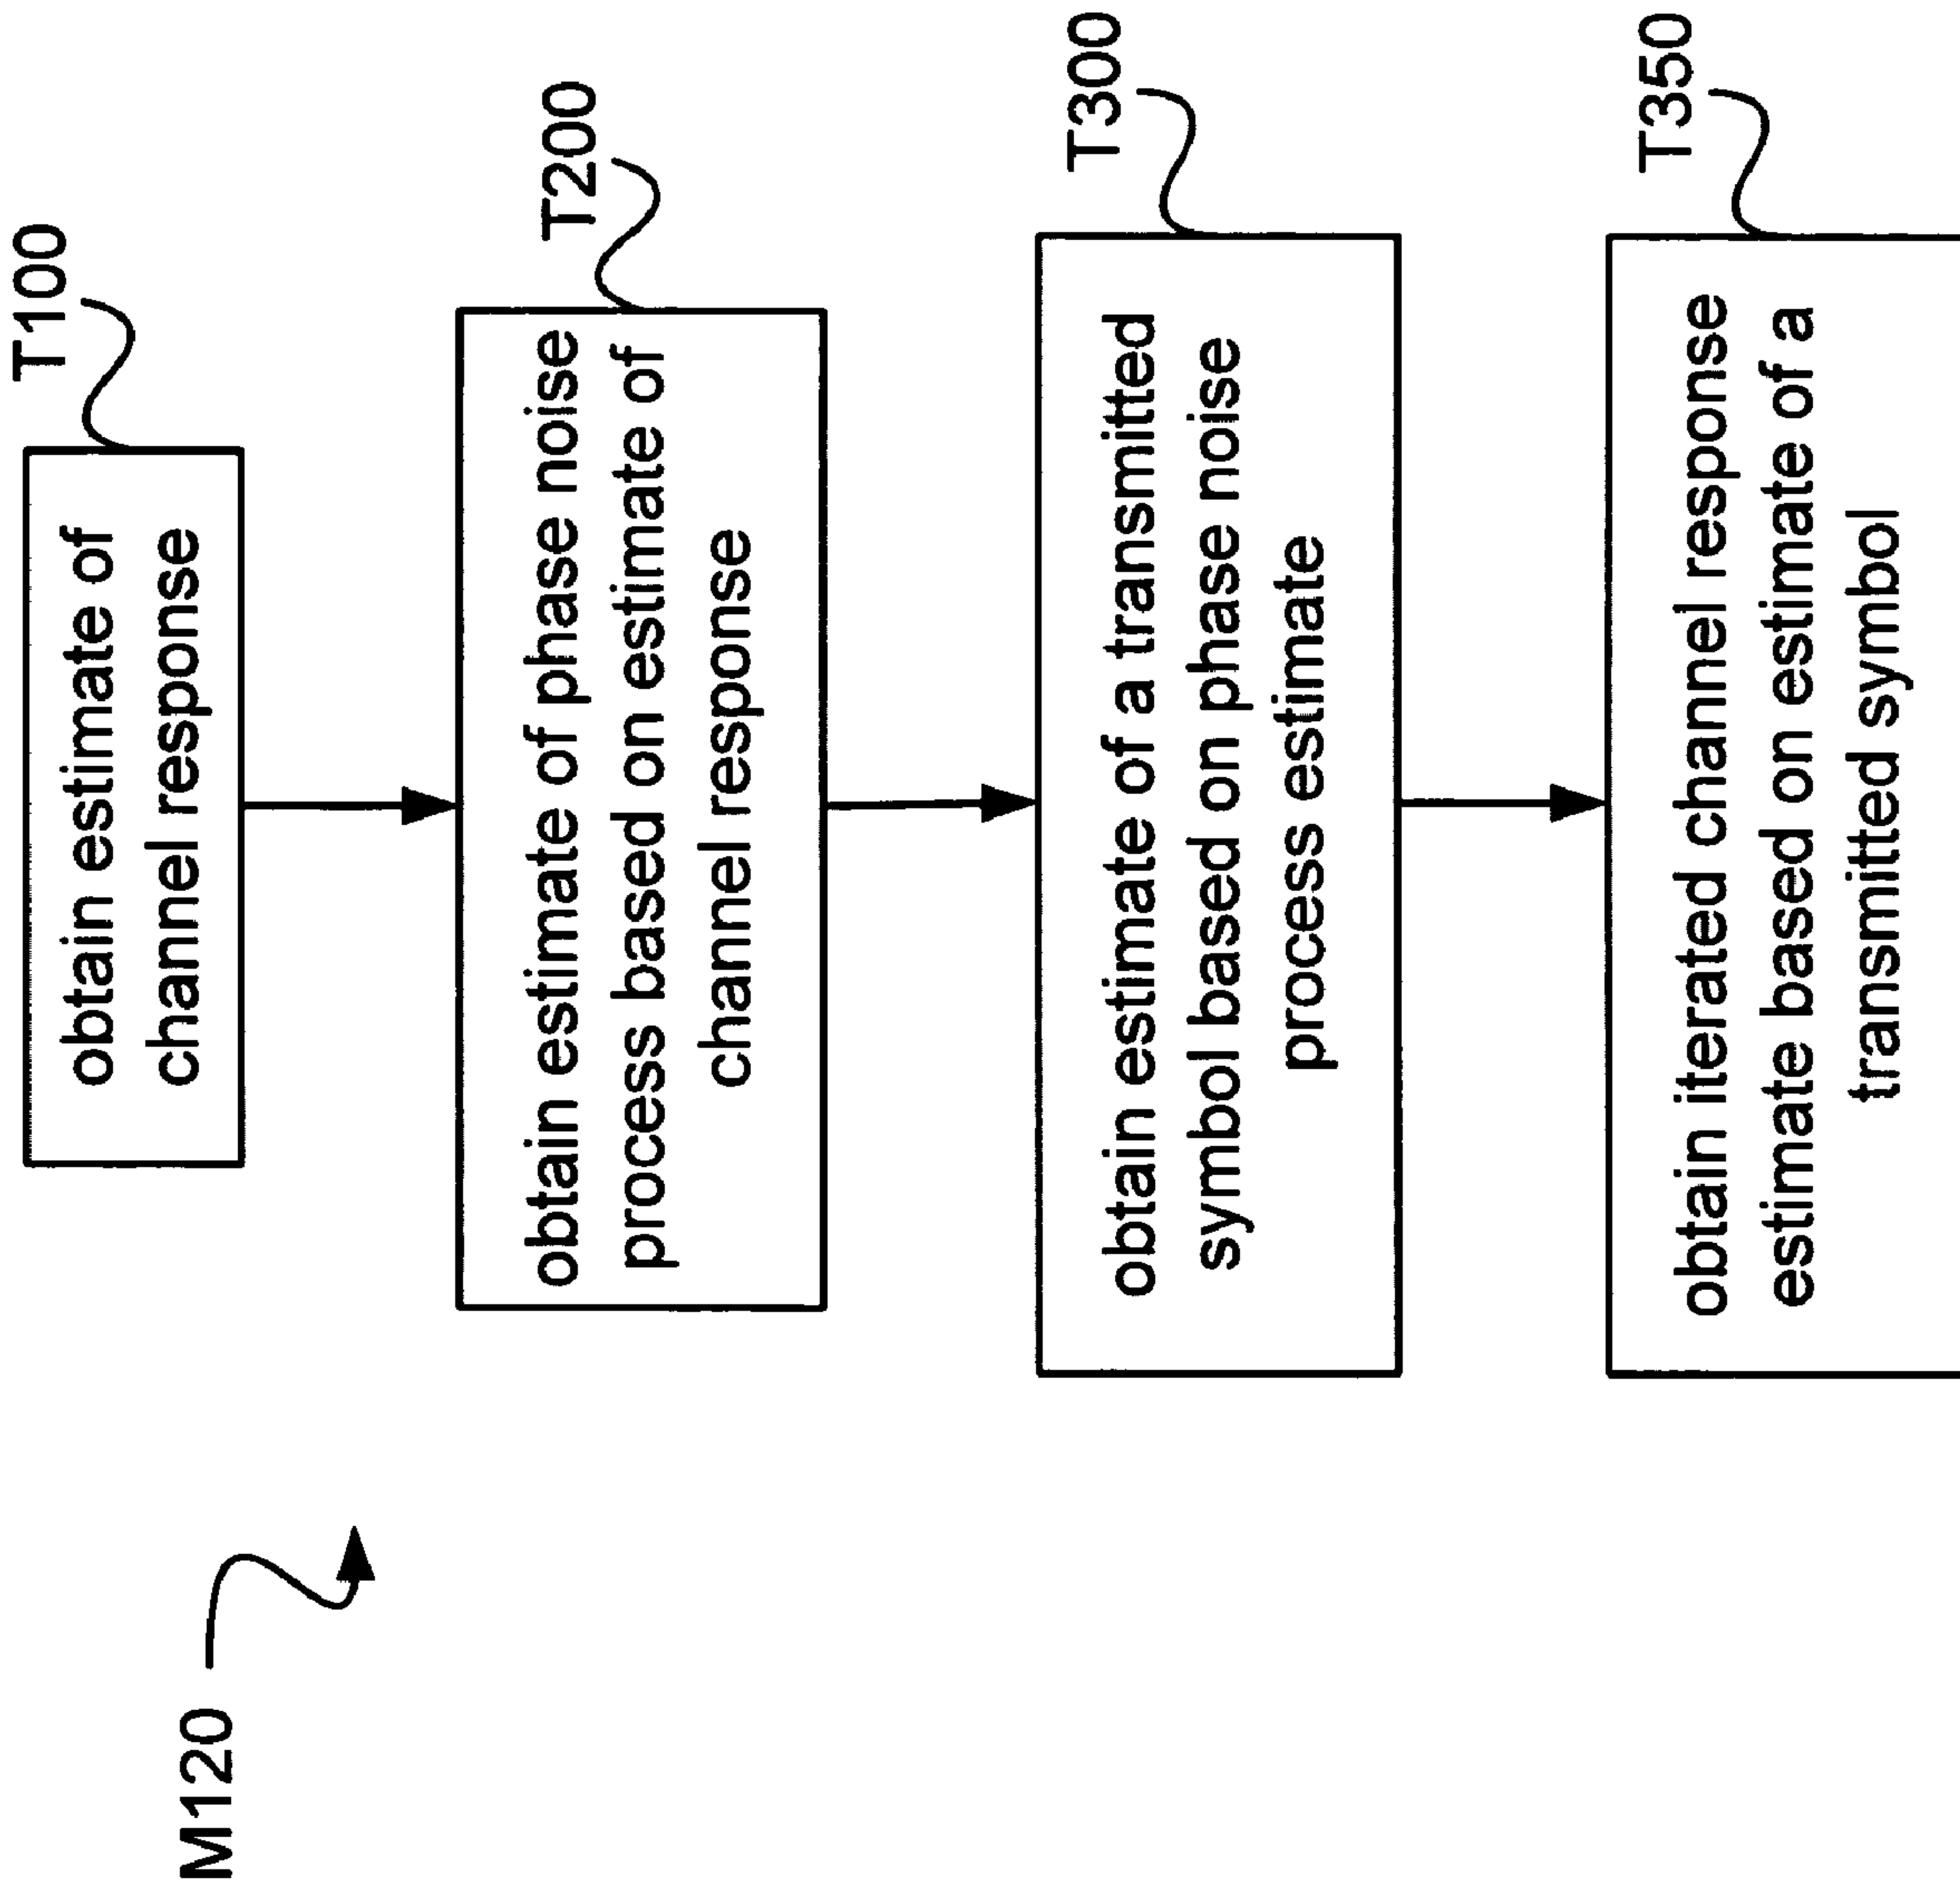 M120
T100
obtain estimate of
channel response
T200
obtain estimate of phase noise
process based on estimate of
channel response
T300
obtain estimate of a transmitted
symbol based on phase noise
process estimate
T350
obtain iterated channel response
estimate based on estimate of a
transmitted symbol